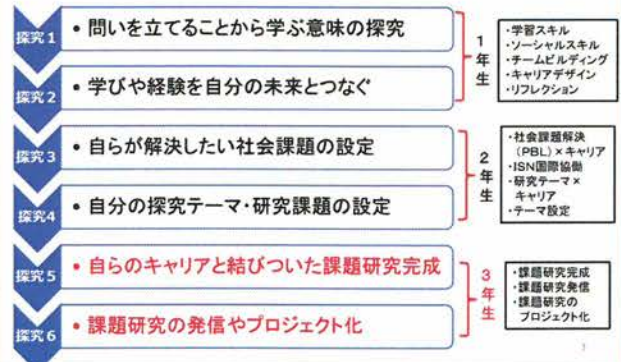 探究1
・問いを立てることから学ぶ意味の探究
探究2
・学びや経験を自分の未来とつなぐ
1年生
・学習スキル
・ソーシャルスキル
・チームビルディング
・キャリアデザイン
・リフレクション
探究3
・自らが解決したい社会課題の設定
探究4
・自分の探究テーマ・研究課題の設定
2年生
・社会課題解決
(PBL)×キャリア
・ISN国際協働
・研究テーマ×
キャリア
・テーマ設定
探究5
・自らのキャリアと結びついた課題研究完成
探究6
・課題研究の発信やプロジェクト化
3年生
・課題研究完成
・課題研究発信
・課題研究の
プロジェクト化
1